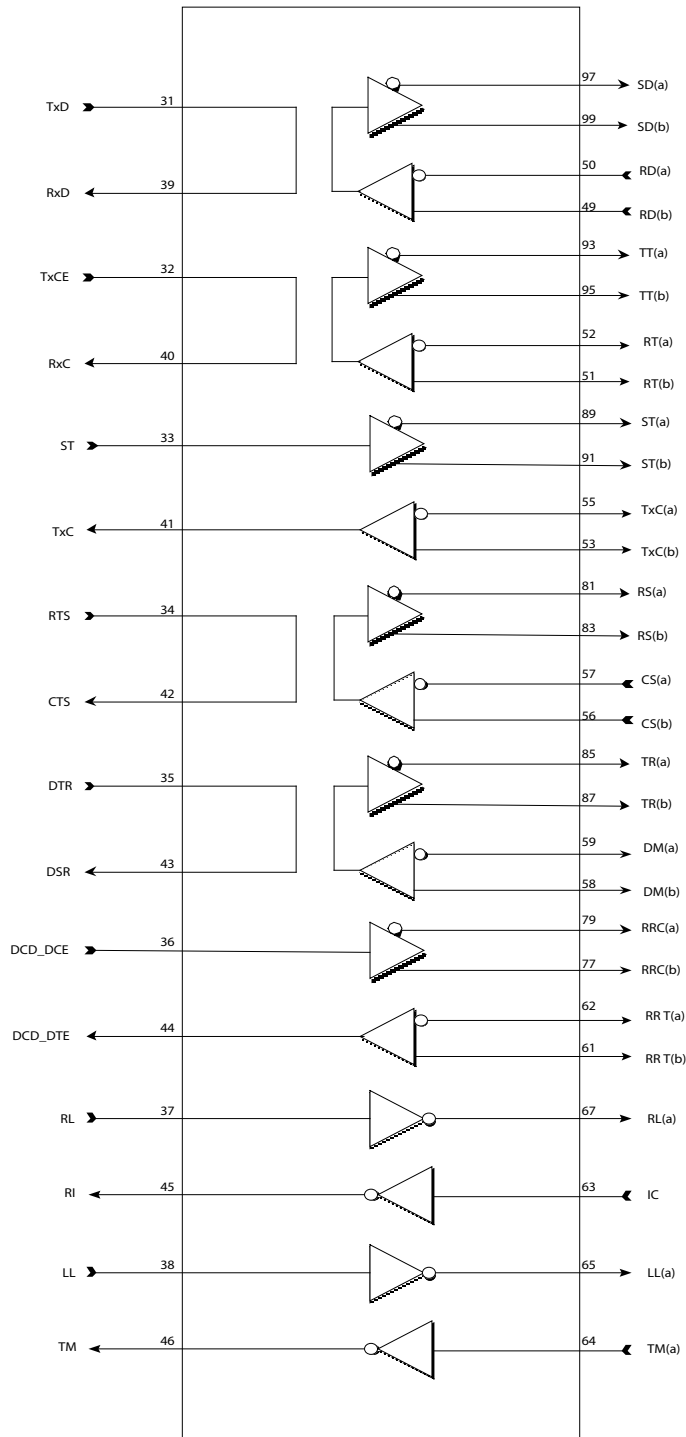 97 SD(a)
TxD 31
99 SD(b)
50 RD(a)
RxD 39
49 RD(b)
93 TT(a)
TxCE 32
95 TT(b)
52 RT(a)
RxC 40
51 RT(b)
89 ST(a)
ST 33
91 ST(b)
55 TxC(a)
TxC 41
53 TxC(b)
81 RS(a)
RTS 34
83 RS(b)
57 CS(a)
CTS 42
56 CS(b)
85 TR(a)
DTR 35
87 TR(b)
59 DM(a)
DSR 43
58 DM(b)
79 RRC(a)
DCD_DCE 36
77 RRC(b)
62 RR T(a)
DCD_DTE 44
61 RR T(b)
RL 37 67 RL(a)
RI 45 63 IC
LL 38 65 LL(a)
TM 46 64 TM(a)